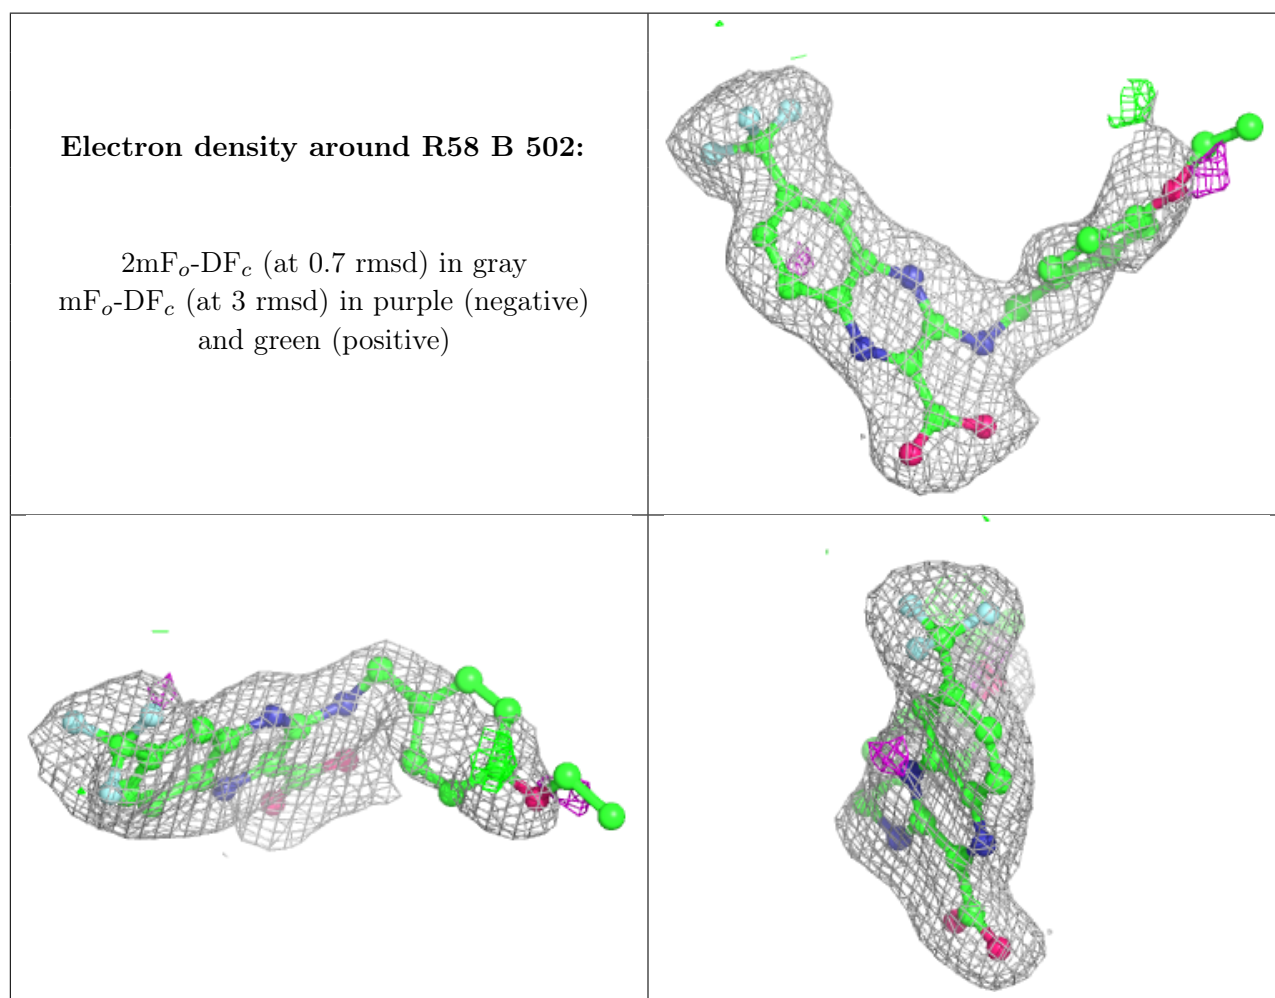 Electron density around R58 B 502:
2mFₒ-DF𝒸 (at 0.7 rmsd) in gray
mFₒ-DF𝒸 (at 3 rmsd) in purple (negative)
and green (positive)